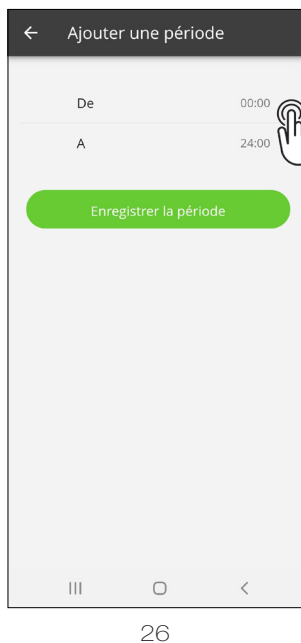 Ajouter une période
De 00:00
A 24:00
Enregistrer la période
26